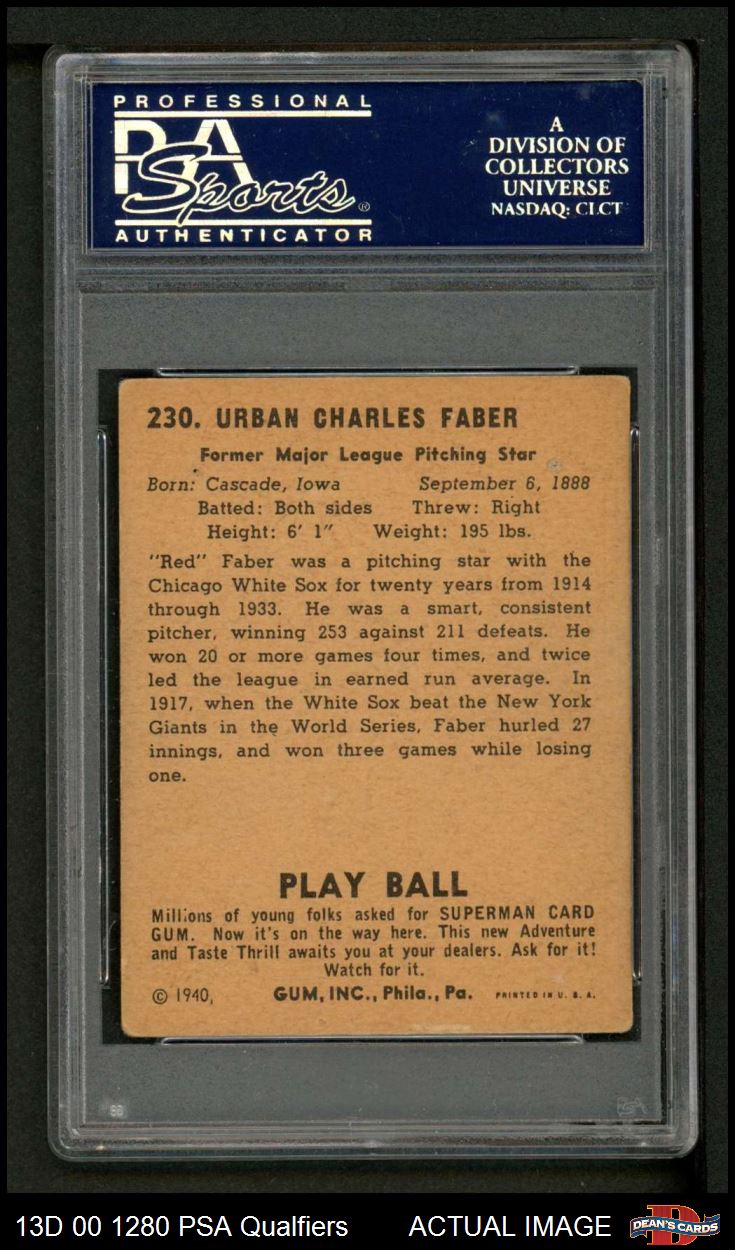 PROFESSIONAL
PSA
Sports®
AUTHENTICATOR
A
DIVISION OF
COLLECTORS
UNIVERSE
NASDAQ: CLCT
230. URBAN CHARLES FABER
Former Major League Pitching Star
Born: Cascade, Iowa September 6, 1888
Batted: Both sides Threw: Right
Height: 6' 1" Weight: 195 lbs.
"Red" Faber was a pitching star with the
Chicago White Sox for twenty years from 1914
through 1933. He was a smart, consistent
pitcher, winning 253 against 211 defeats. He
won 20 or more games four times, and twice
led the league in earned run average. In
1917, when the White Sox beat the New York
Giants in the World Series, Faber hurled 27
innings, and won three games while losing
one.
PLAY BALL
Millions of young folks asked for SUPERMAN CARD
GUM. Now it's on the way here. This new Adventure
and Taste Thrill awaits you at your dealers. Ask for it!
Watch for it.
© 1940, GUM, INC., Phila., Pa. PRINTED IN U. S. A.
PSA
13D 00 1280 PSA Qualfiers ACTUAL IMAGE D DEAN'S CARDS